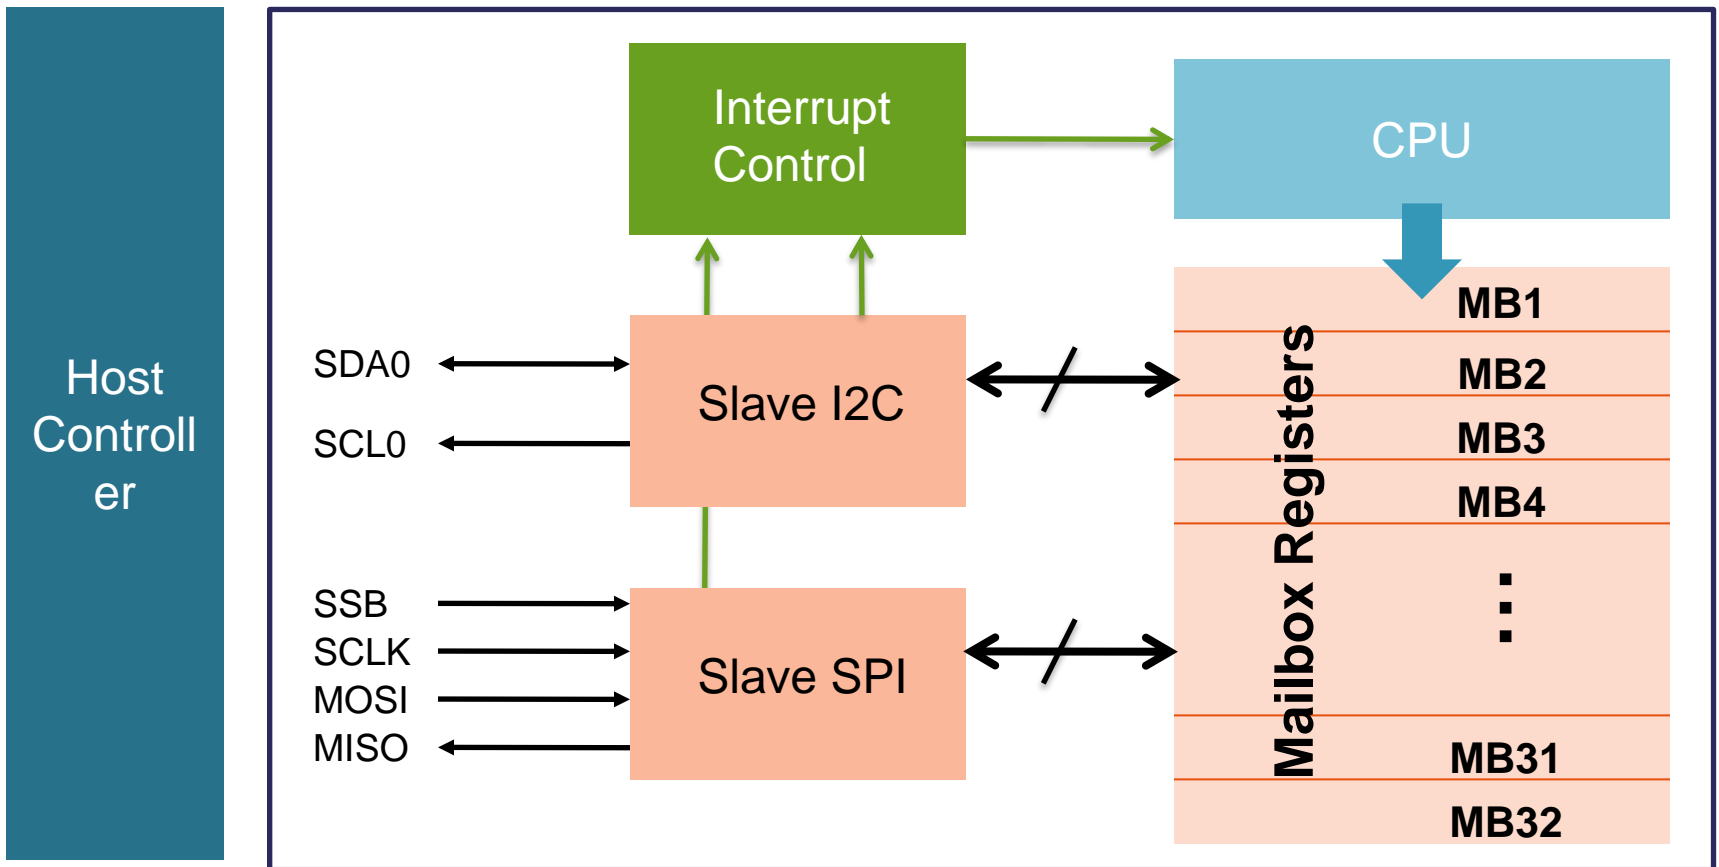 Host
Controll
er
Interrupt
Control
CPU
SDA0
SCL0
Slave I2C
SSB
SCLK
MOSI
MISO
Slave SPI
Mailbox Registers
MB1
MB2
MB3
MB4
⋮
MB31
MB32